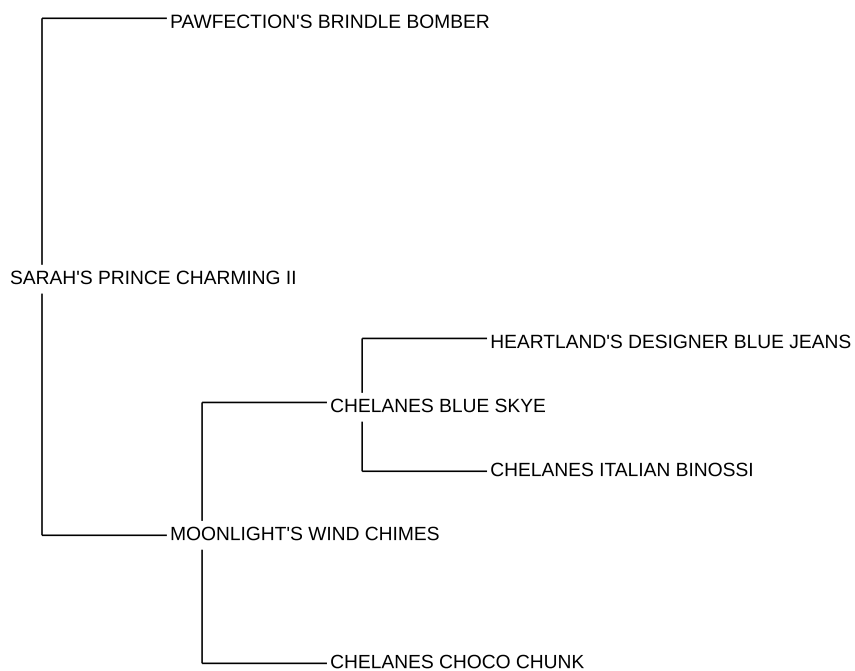 PAWFECTION'S BRINDLE BOMBER
SARAH'S PRINCE CHARMING II
HEARTLAND'S DESIGNER BLUE JEANS
CHELANES BLUE SKYE
CHELANES ITALIAN BINOSSI
MOONLIGHT'S WIND CHIMES
CHELANES CHOCO CHUNK